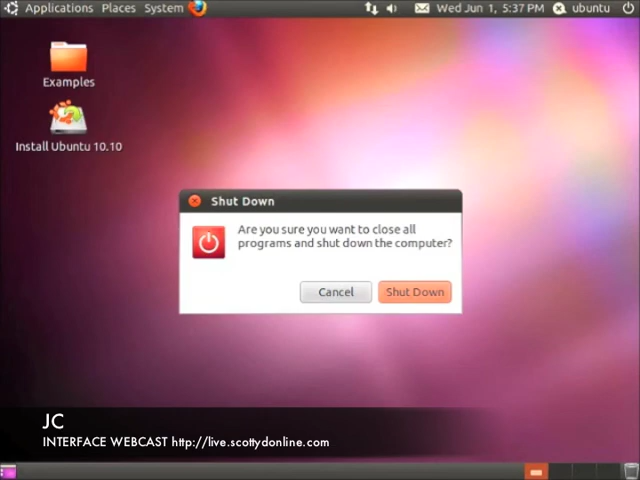 Applications Places System
Wed Jun 1, 5:37 PM ubuntu
Examples
Install Ubuntu 10.10
Shut Down
Are you sure you want to close all
programs and shut down the computer?
Cancel Shut Down
JC
INTERFACE WEBCAST http://live.scottydonline.com